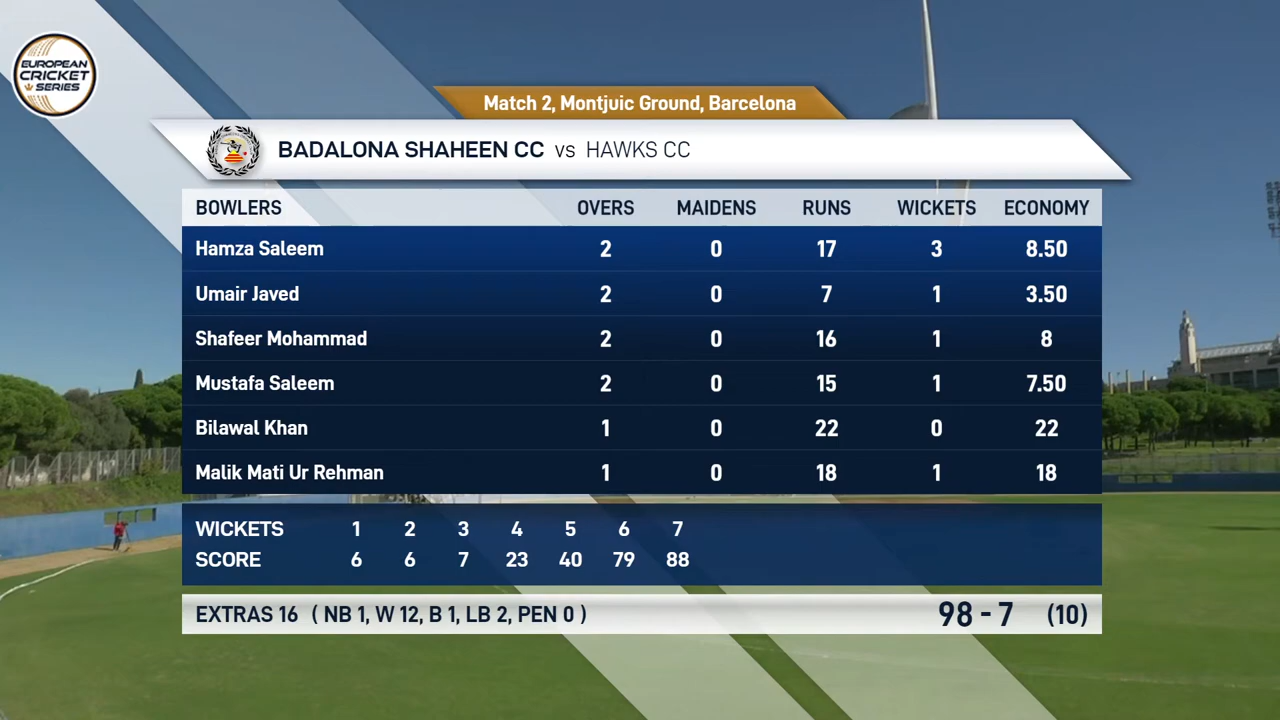 EUROPEAN
CRICKET
SERIES
Match 2, Montjuic Ground, Barcelona
BADALONA SHAHEEN CC vs HAWKS CC
BOWLERS OVERS MAIDENS RUNS WICKETS ECONOMY
Hamza Saleem 2 0 17 3 8.50
Umair Javed 2 0 7 1 3.50
Shafeer Mohammad 2 0 16 1 8
Mustafa Saleem 2 0 15 1 7.50
Bilawal Khan 1 0 22 0 22
Malik Mati Ur Rehman 1 0 18 1 18
WICKETS 1 2 3 4 5 6 7
SCORE 6 6 7 23 40 79 88
EXTRAS 16 ( NB 1, W 12, B 1, LB 2, PEN 0 ) 98 - 7 (10)